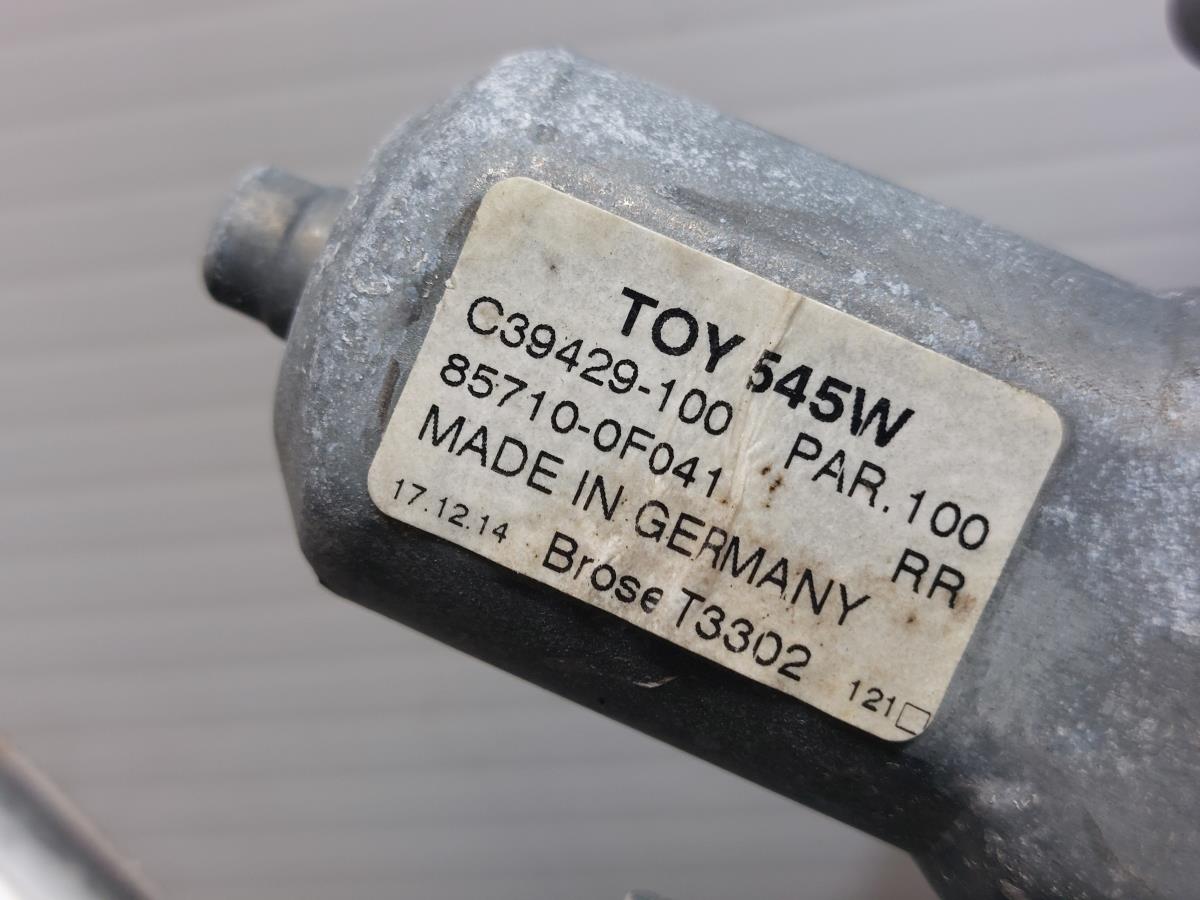 TOY 545W
C39429-100 PAR.100
85710-0F041 RR
MADE IN GERMANY
17.12.14 Brose T3302 121